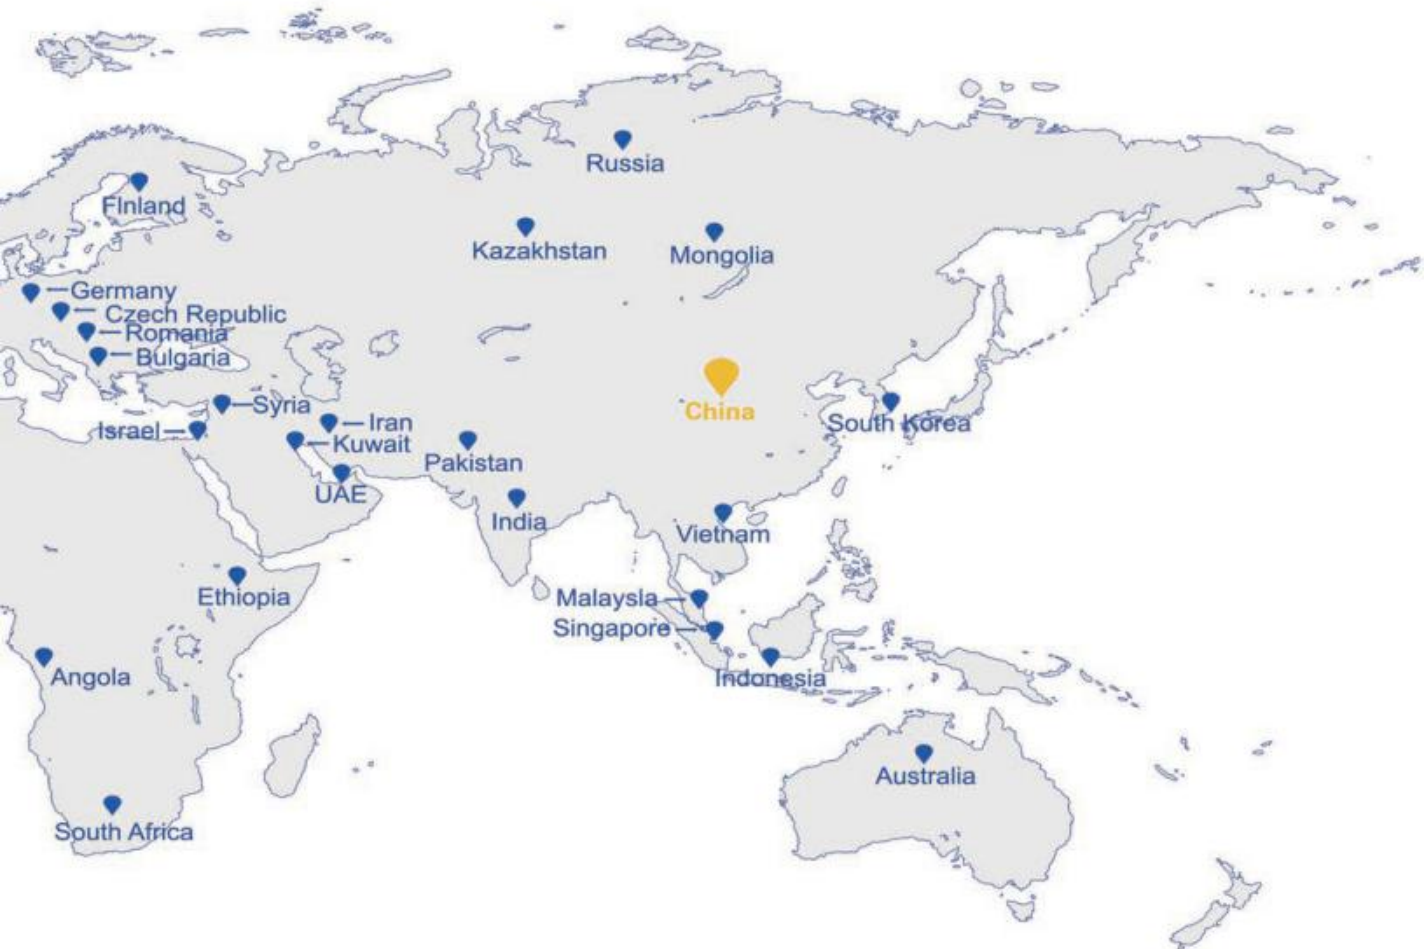 Russia
FInland
Kazakhstan
Mongolia
Germany
Czech Republic
Romania
Bulgaria
China
Syria
Iran
South Korea
Israel
Kuwait
Pakistan
UAE
India
Vietnam
Ethiopia
MalaysIa
Singapore
Angola
Indonesia
Australia
South Africa